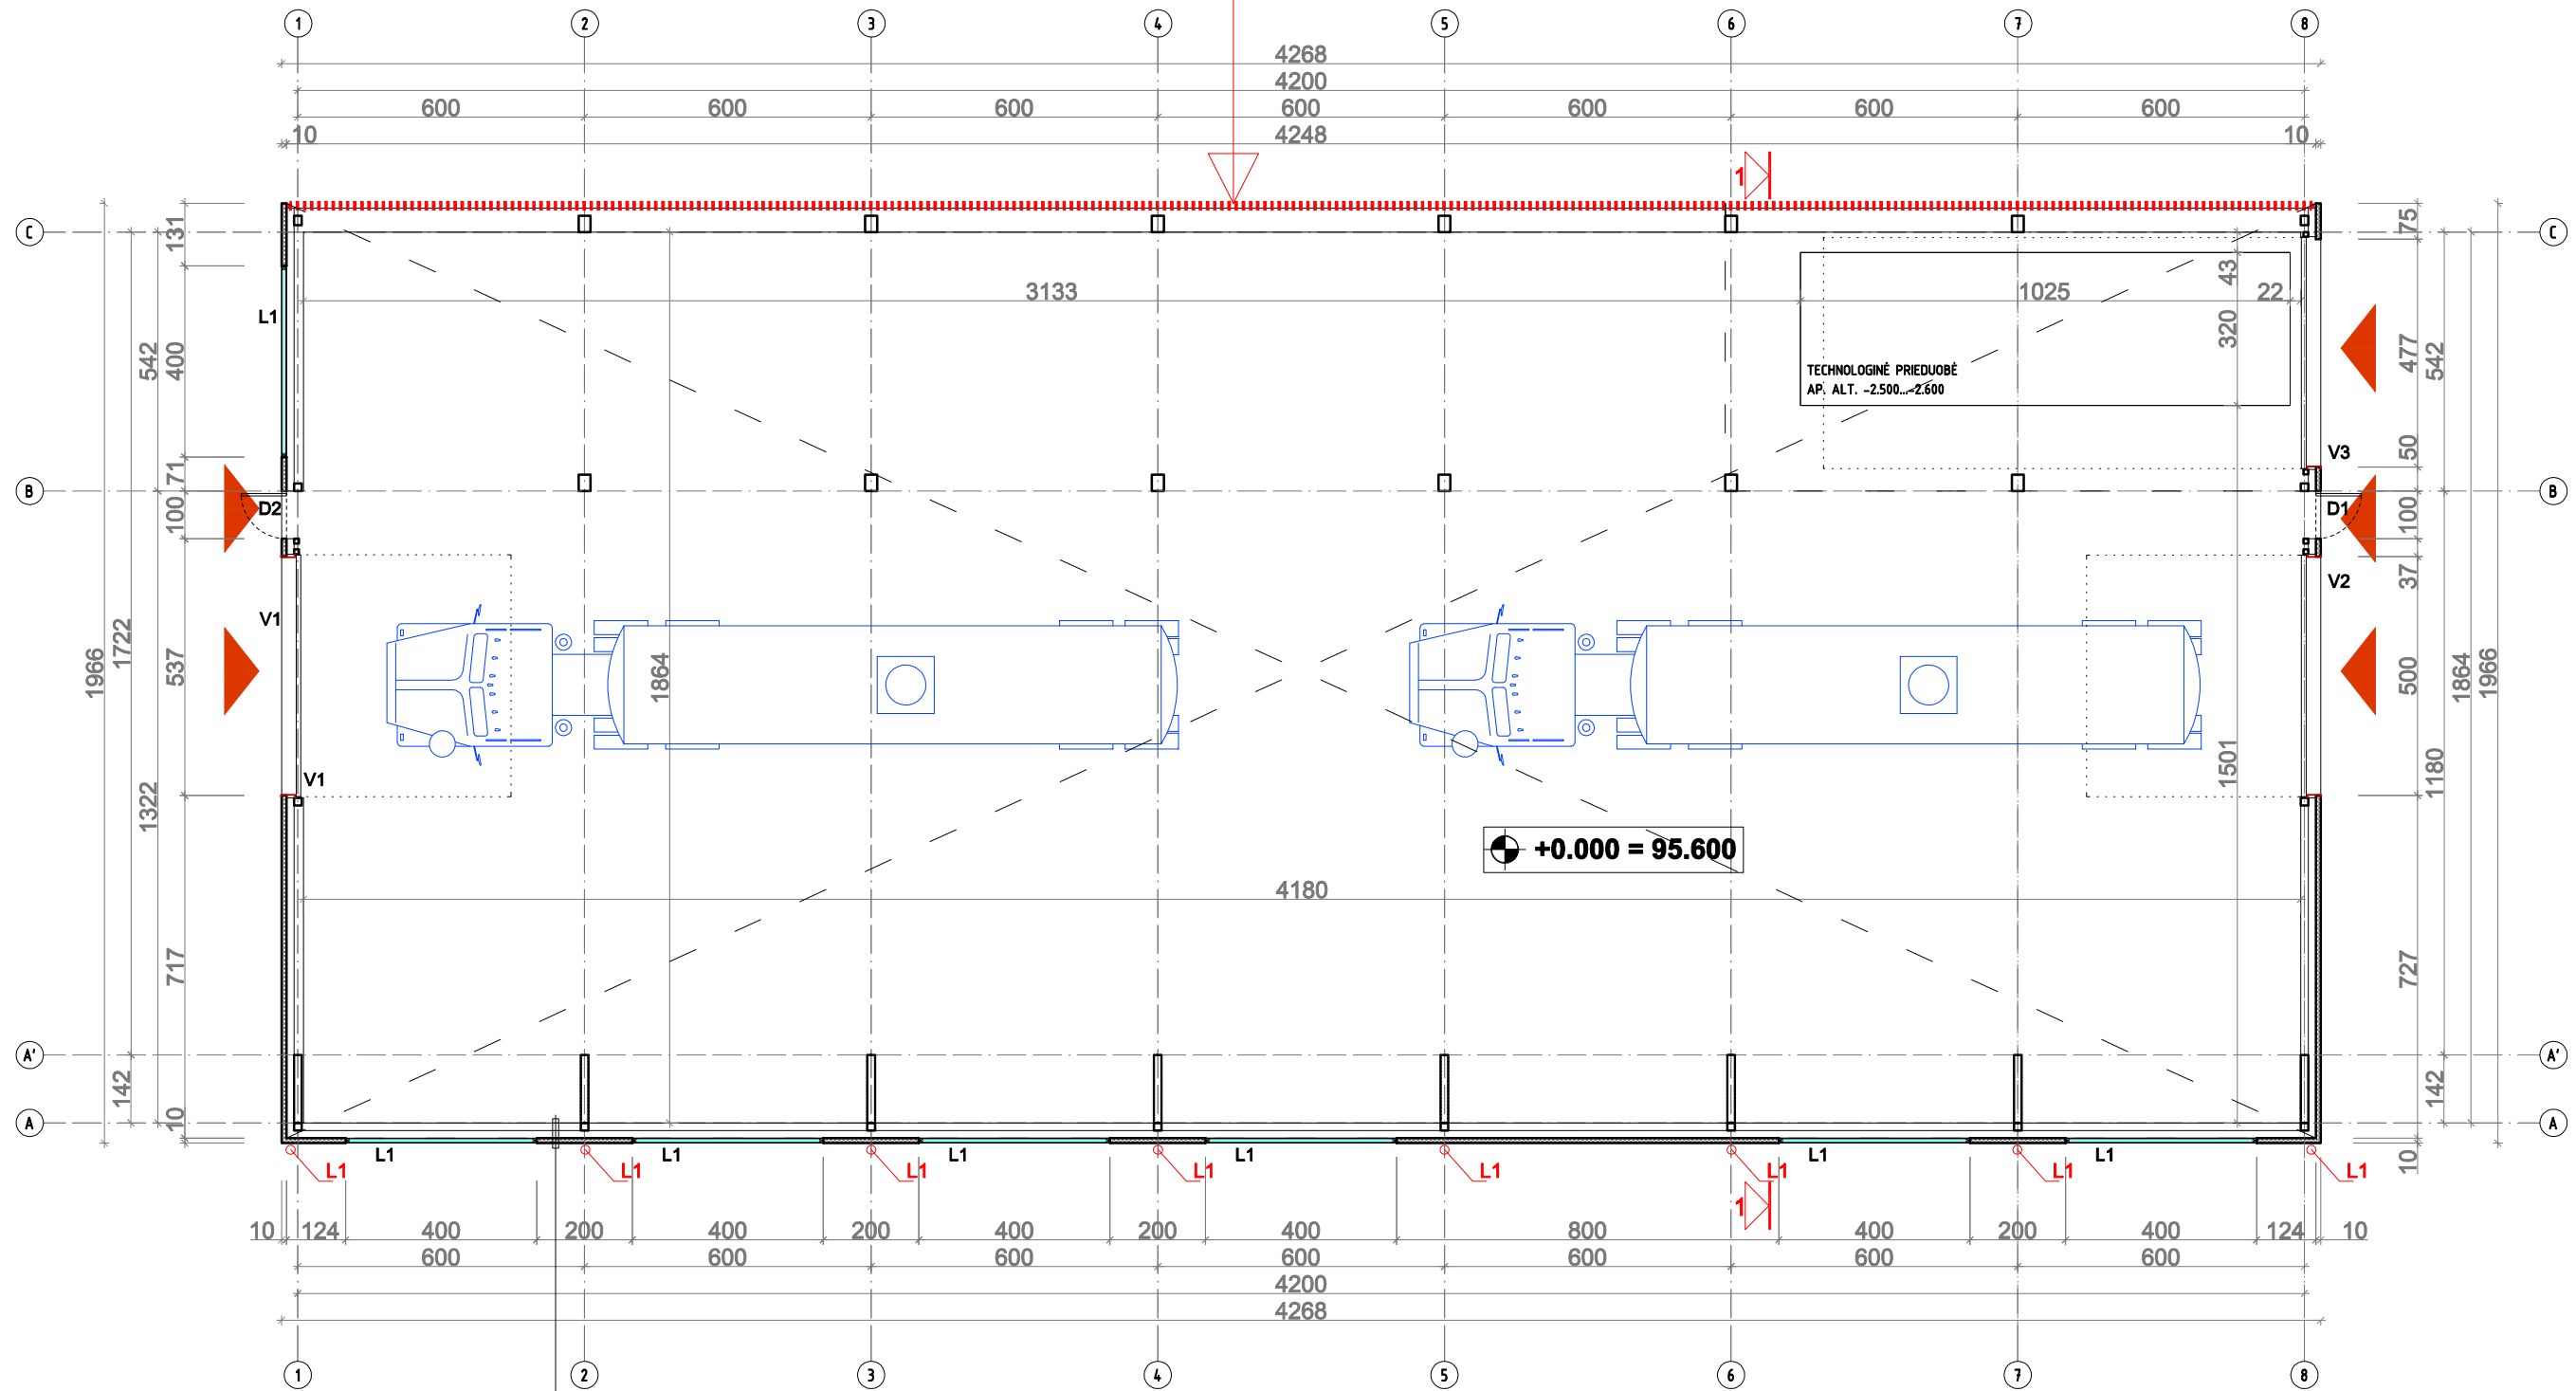 1 2 3 4 5 6 7 8
4268
4200
600 600 600 600 600 600 600
10 4248 10
1
C 131 75 C
43
3133 1025 22
L1
542 400 320 477 542
TECHNOLOGINĖ PRIEDUOBĖ
AP. ALT. -2.500...-2.600
V3
71 50
B B
100 D2 D1 100
37
V1 V2
1966 1722 537 1864 500 1864 1966
V1 1501 1180
1322
+0.000 = 95.600
4180
717 727
A' A'
142 142
A 10 A
L1 L1 L1 L1 L1 L1 10
L1 L1 L1 L1 L1 L1 L1 L1
1
10 124 400 200 400 200 400 200 400 800 400 200 400 124 10
600 600 600 600 600 600 600
4200
4268
1 2 3 4 5 6 7 8